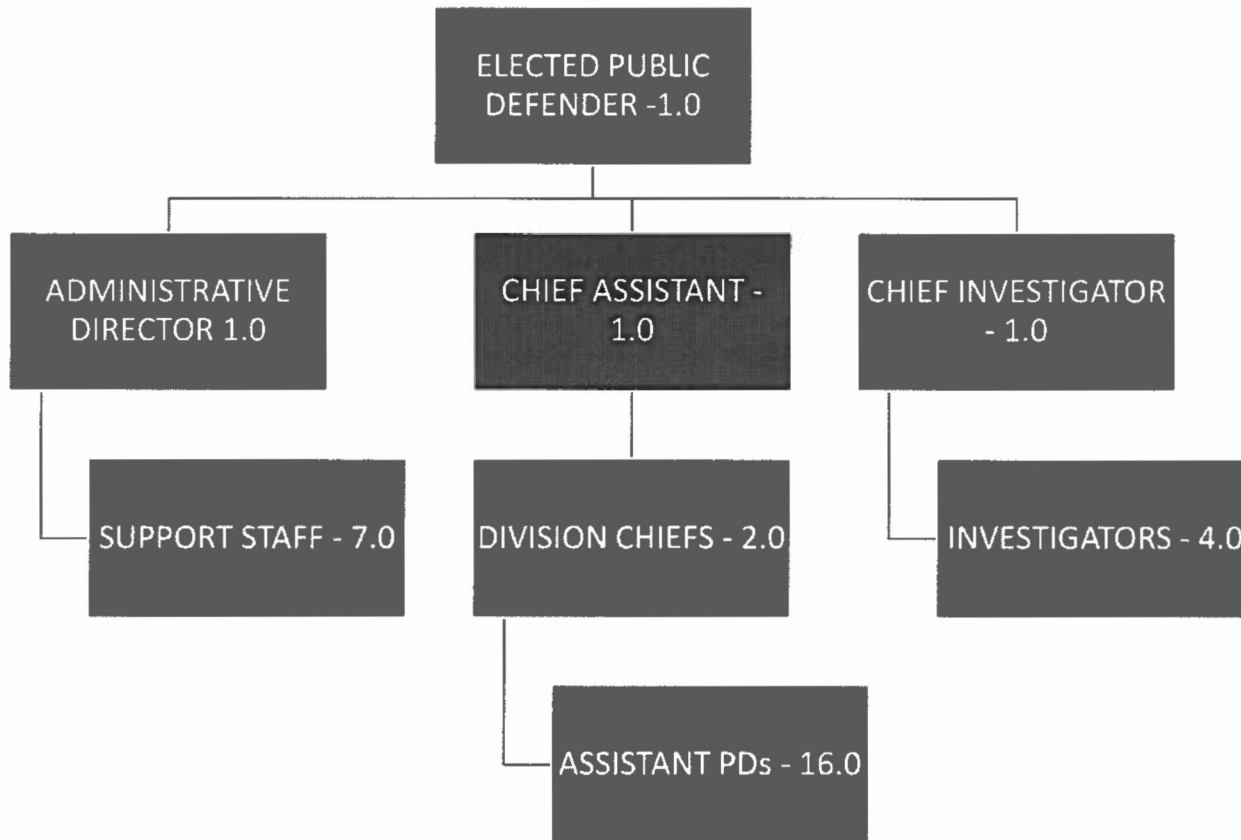 ELECTED PUBLIC
DEFENDER -1.0
ADMINISTRATIVE
DIRECTOR 1.0
CHIEF ASSISTANT -
1.0
CHIEF INVESTIGATOR
- 1.0
SUPPORT STAFF - 7.0
DIVISION CHIEFS - 2.0
INVESTIGATORS - 4.0
ASSISTANT PDs - 16.0